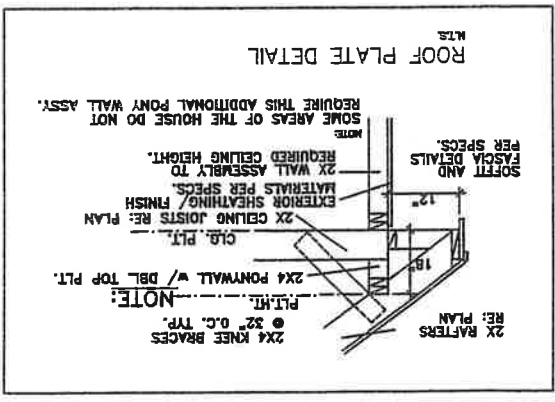 2X RAFTERS
RE: PLAN
2X4 KNEE BRACES
@ 32" O.C. TYP.
PLT.HT
NOTE:
2X4 PONYWALL w/ DBL TOP PLT.
18"
CLG. PLT.
2X CEILING JOISTS RE: PLAN
12"
EXTERIOR SHEATHING/ FINISH
MATERIALS PER SPECS.
SOFFIT AND
FASCIA DETAILS
PER SPECS.
2X WALL ASSEMBLY TO
REQUIRED CEILING HEIGHT.
NOTE:
SOME AREAS OF THE HOUSE DO NOT
REQUIRE THIS ADDITIONAL PONY WALL ASSY.
ROOF PLATE DETAIL
N.T.S.